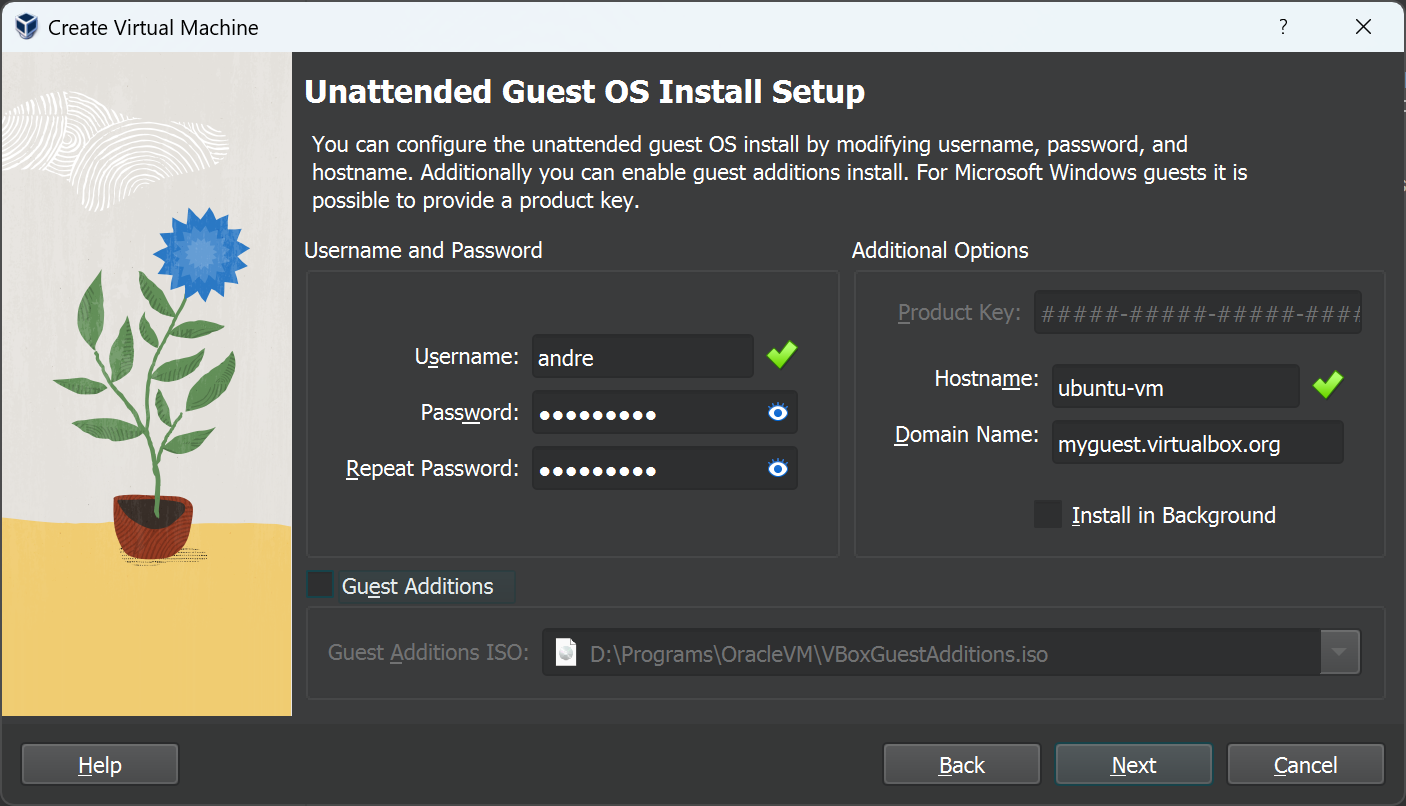 Create Virtual Machine
?
Unattended Guest OS Install Setup
You can configure the unattended guest OS install by modifying username, password, and
hostname. Additionally you can enable guest additions install. For Microsoft Windows guests it is
possible to provide a product key.
Username and Password
Username:
andre
Password:
●●●●●●●●●
Repeat Password:
●●●●●●●●●
Additional Options
Product Key:
#####-#####-#####-####
Hostname:
ubuntu-vm
Domain Name:
myguest.virtualbox.org
Install in Background
Guest Additions
Guest Additions ISO:
D:\Programs\OracleVM\VBoxGuestAdditions.iso
Help
Back
Next
Cancel